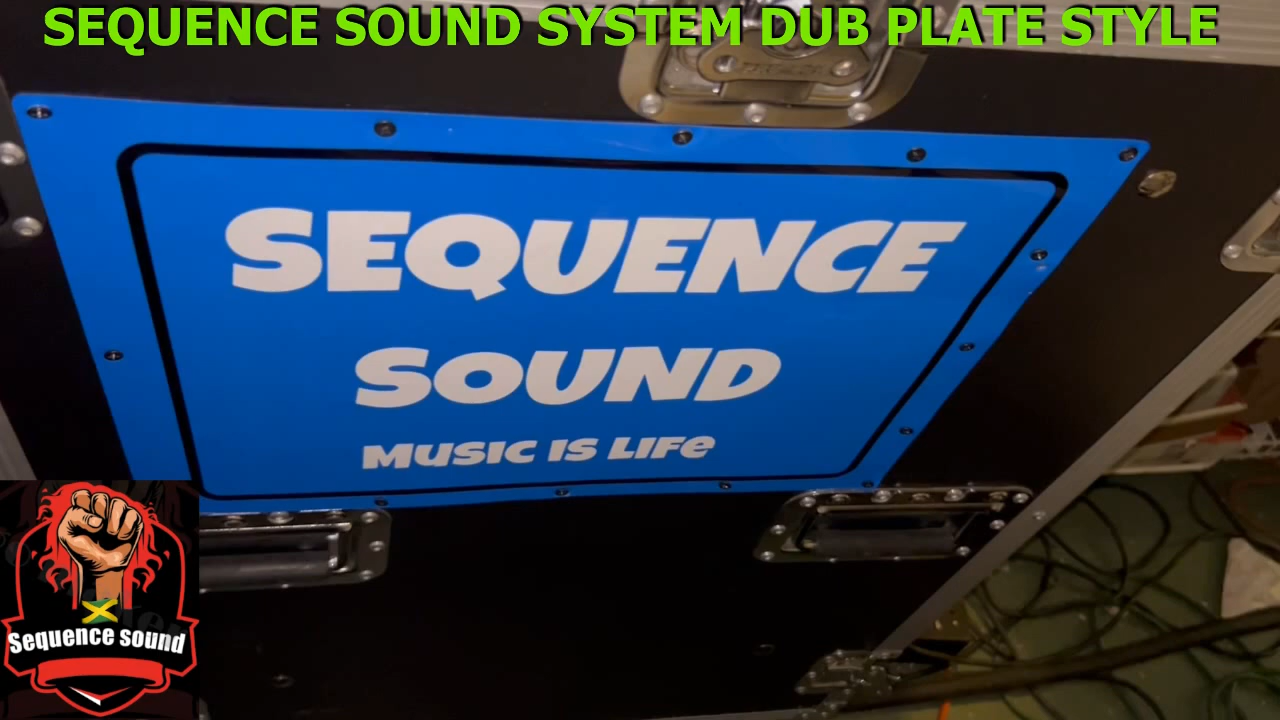 SEQUENCE SOUND SYSTEM DUB PLATE STYLE
SEQUENCE
SOUND
MUSIC IS LIFE
Sequence sound